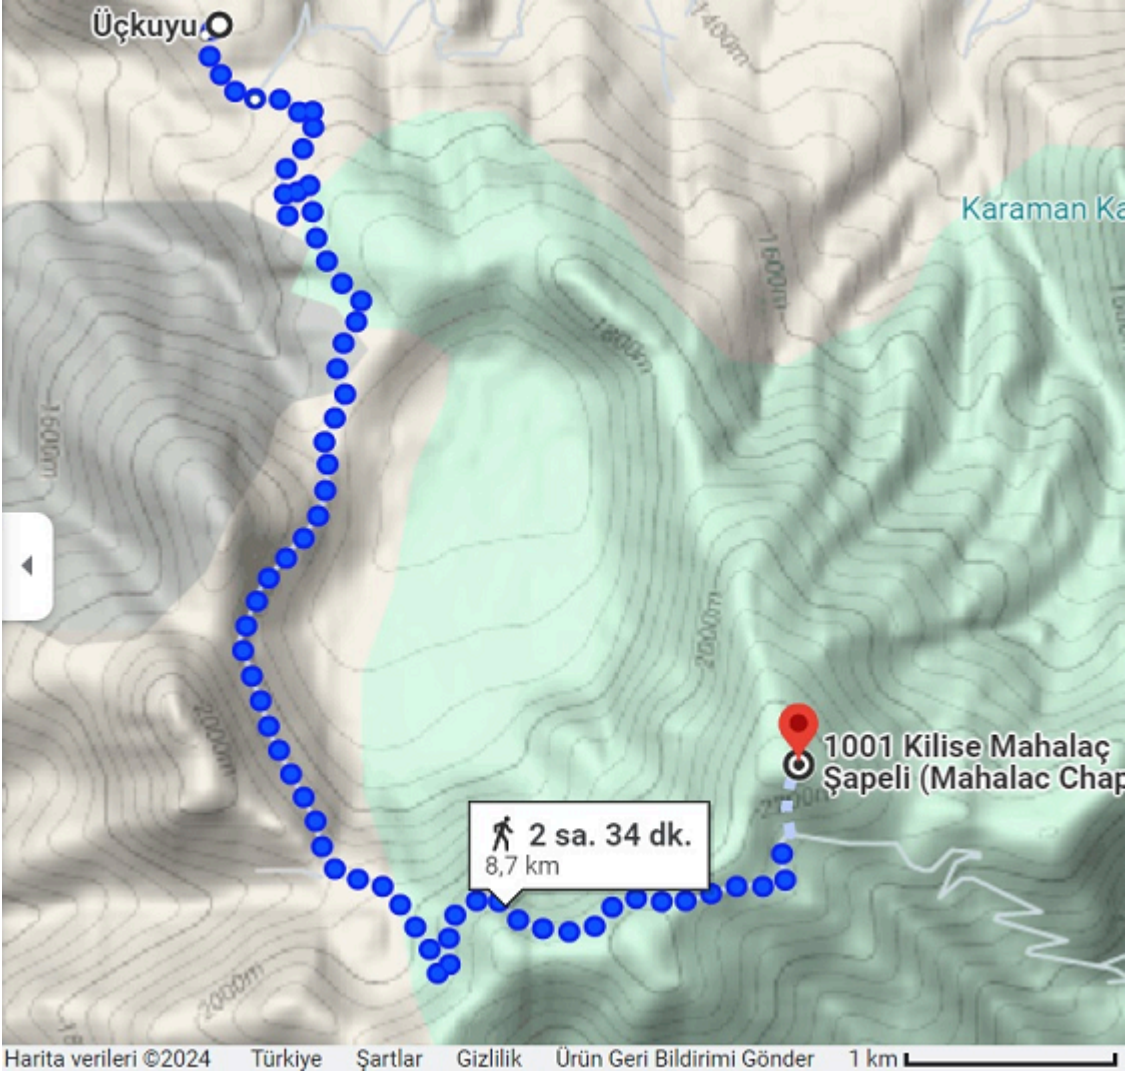 Üçkuyu
1400m
Karaman Ka
1600m
1800m
1600m
2000m
2000m
1001 Kilise Mahalaç
Şapeli (Mahalac Chap
2200m
2 sa. 34 dk.
8,7 km
2000m
Harita verileri ©2024 Türkiye Şartlar Gizlilik Ürün Geri Bildirimi Gönder 1 km